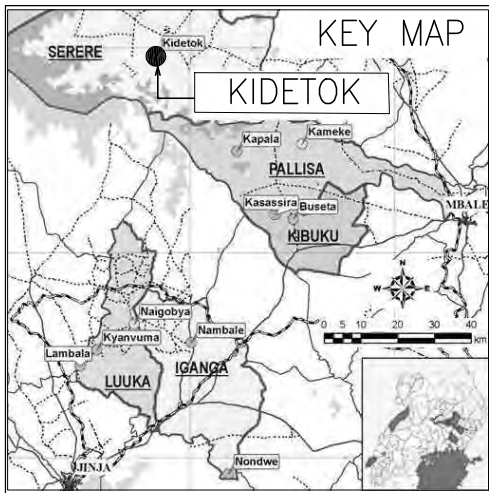 KEY MAP
Kidetok
SERERE
KIDETOK
Kameke
Kapala
PALLISA
MBALE
Kasassira
Buseta
KIBUKU
N
W E
S
0 5 10 20 30 40
km
Naigobya
Kyanvuma
Nambale
Lambala
IGANGA
LUUKA
Nondwe
JINJA